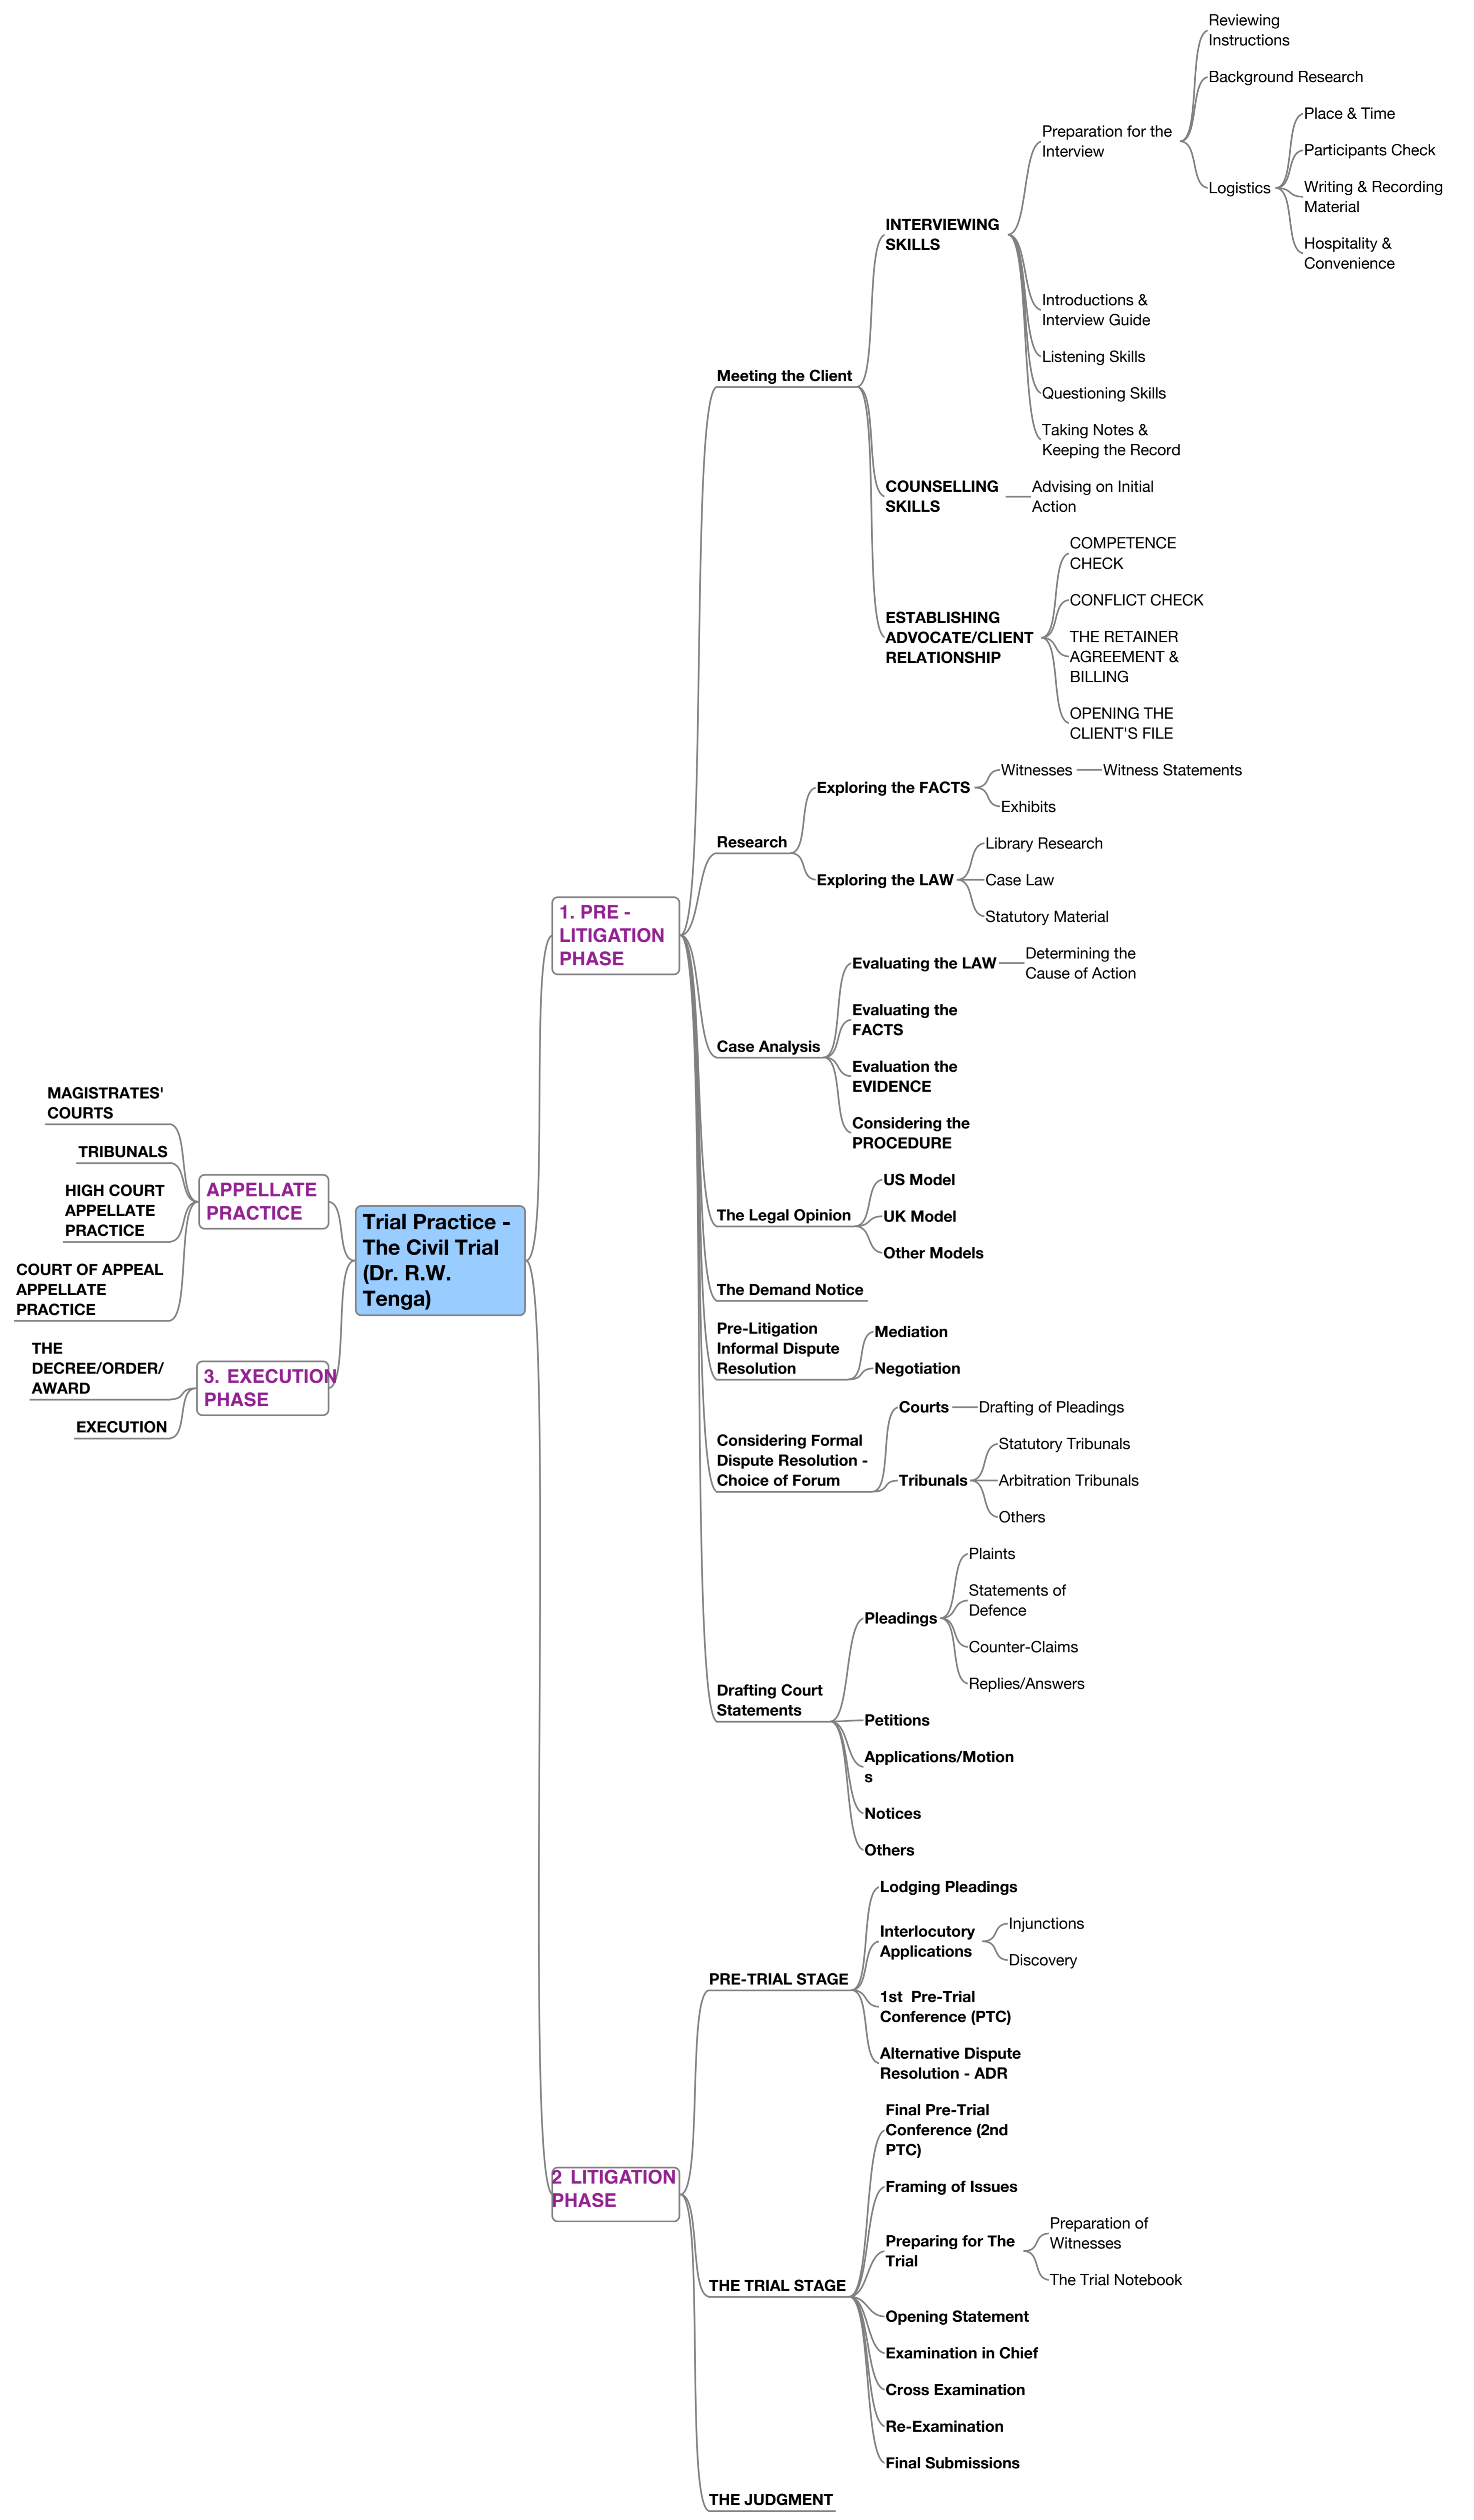 Trial Practice -
The Civil Trial
(Dr. R.W.
Tenga)
1. PRE -
LITIGATION
PHASE
Meeting the Client
INTERVIEWING
SKILLS
Preparation for the
Interview
Reviewing
Instructions
Background Research
Logistics
Place & Time
Participants Check
Writing & Recording
Material
Hospitality &
Convenience
Introductions &
Interview Guide
Listening Skills
Questioning Skills
Taking Notes &
Keeping the Record
COUNSELLING
SKILLS
Advising on Initial
Action
ESTABLISHING
ADVOCATE/CLIENT
RELATIONSHIP
COMPETENCE
CHECK
CONFLICT CHECK
THE RETAINER
AGREEMENT &
BILLING
OPENING THE
CLIENT'S FILE
Research
Exploring the FACTS
Witnesses
Witness Statements
Exhibits
Exploring the LAW
Library Research
Case Law
Statutory Material
Case Analysis
Evaluating the LAW
Determining the
Cause of Action
Evaluating the
FACTS
Evaluation the
EVIDENCE
Considering the
PROCEDURE
The Legal Opinion
US Model
UK Model
Other Models
The Demand Notice
Pre-Litigation
Informal Dispute
Resolution
Mediation
Negotiation
Considering Formal
Dispute Resolution -
Choice of Forum
Courts
Drafting of Pleadings
Tribunals
Statutory Tribunals
Arbitration Tribunals
Others
Drafting Court
Statements
Pleadings
Plaints
Statements of
Defence
Counter-Claims
Replies/Answers
Petitions
Applications/Motion
s
Notices
Others
2 LITIGATION
PHASE
PRE-TRIAL STAGE
Lodging Pleadings
Interlocutory
Applications
Injunctions
Discovery
1st  Pre-Trial
Conference (PTC)
Alternative Dispute
Resolution - ADR
THE TRIAL STAGE
Final Pre-Trial
Conference (2nd
PTC)
Framing of Issues
Preparing for The
Trial
Preparation of
Witnesses
The Trial Notebook
Opening Statement
Examination in Chief
Cross Examination
Re-Examination
Final Submissions
THE JUDGMENT
APPELLATE
PRACTICE
MAGISTRATES'
COURTS
TRIBUNALS
HIGH COURT
APPELLATE
PRACTICE
COURT OF APPEAL
APPELLATE
PRACTICE
3. EXECUTION
PHASE
THE
DECREE/ORDER/
AWARD
EXECUTION